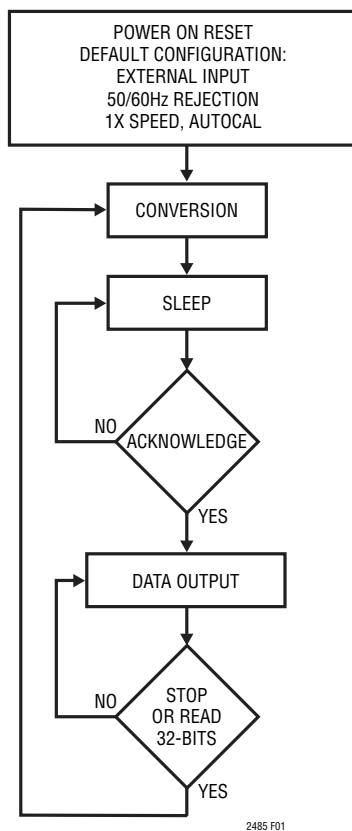 POWER ON RESET
DEFAULT CONFIGURATION:
EXTERNAL INPUT
50/60Hz REJECTION
1X SPEED, AUTOCAL
CONVERSION
SLEEP
NO
ACKNOWLEDGE
YES
DATA OUTPUT
NO
STOP
OR READ
32-BITS
YES
2485 F01